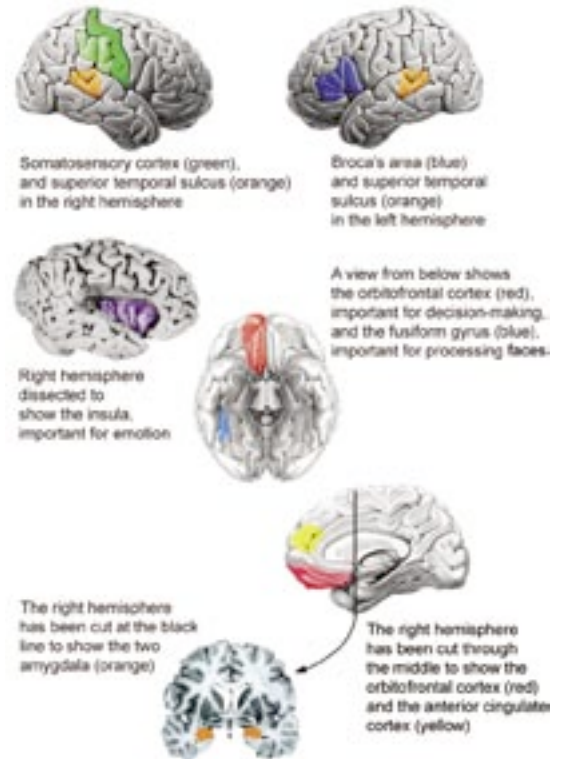 Somatosensory cortex (green),
and superior temporal sulcus (orange)
in the right hemisphere
Broca's area (blue)
and superior temporal
sulcus (orange)
in the left hemisphere
A view from below shows
the orbitofrontal cortex (red),
important for decision-making,
and the fusiform gyrus (blue),
important for processing faces.
Right hemisphere
dissected to
show the insula,
important for emotion
The right hemisphere
has been cut at the black
line to show the two
amygdala (orange)
The right hemisphere
has been cut through
the middle to show the
orbitofrontal cortex (red)
and the anterior cingulate
cortex (yellow)